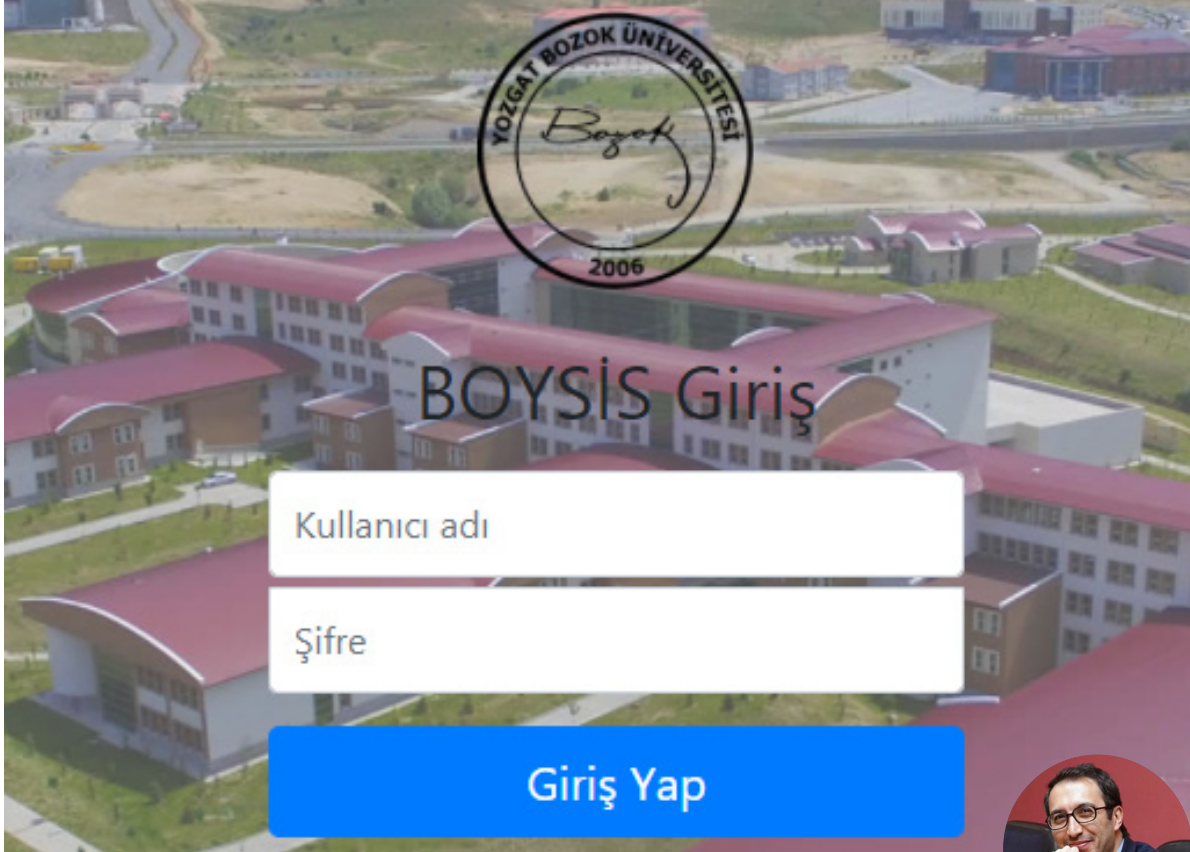 YOZGAT BOZOK ÜNİVERSİTESİ
Bozok
2006
BOYSİS Giriş
Kullanıcı adı
Şifre
Giriş Yap